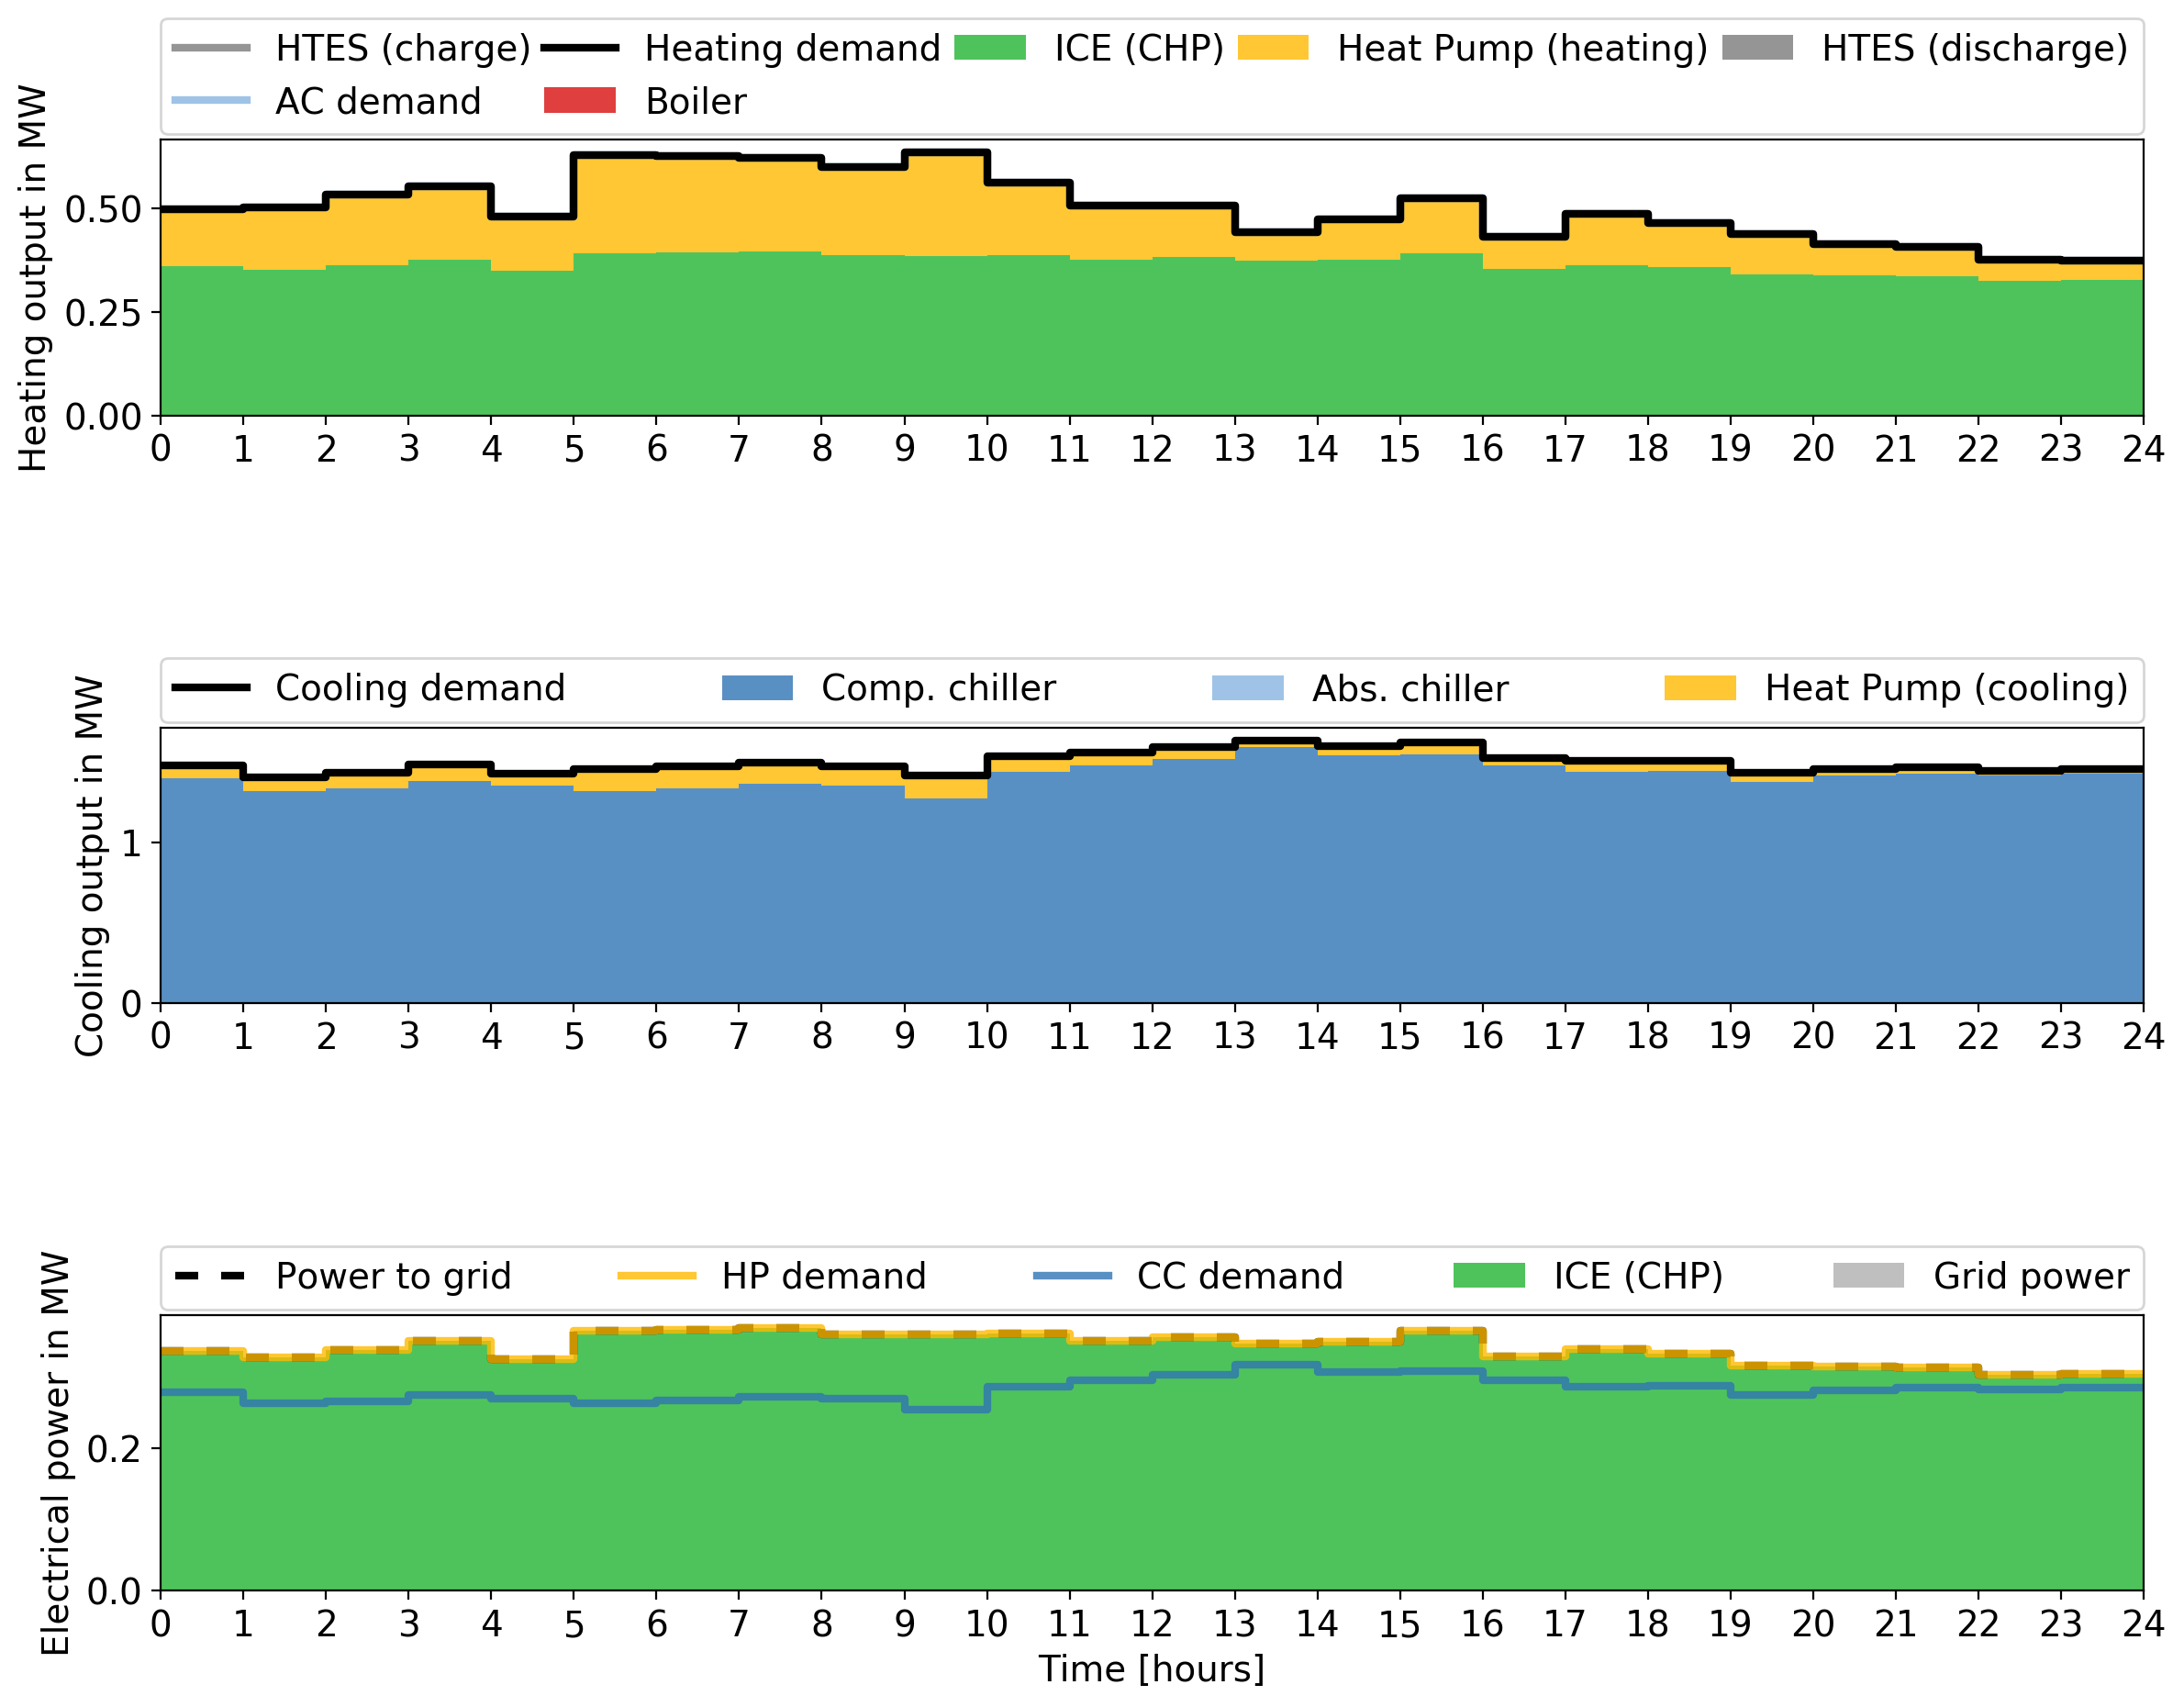 HTES (charge) Heating demand ICE (CHP) Heat Pump (heating) HTES (discharge)
AC demand Boiler
Heating output in MW
0.50
0.25
0.00
0 1 2 3 4 5 6 7 8 9 10 11 12 13 14 15 16 17 18 19 20 21 22 23 24
Cooling demand Comp. chiller Abs. chiller Heat Pump (cooling)
Cooling output in MW
1
0
0 1 2 3 4 5 6 7 8 9 10 11 12 13 14 15 16 17 18 19 20 21 22 23 24
Power to grid HP demand CC demand ICE (CHP) Grid power
Electrical power in MW
0.2
0.0
0 1 2 3 4 5 6 7 8 9 10 11 12 13 14 15 16 17 18 19 20 21 22 23 24
Time [hours]